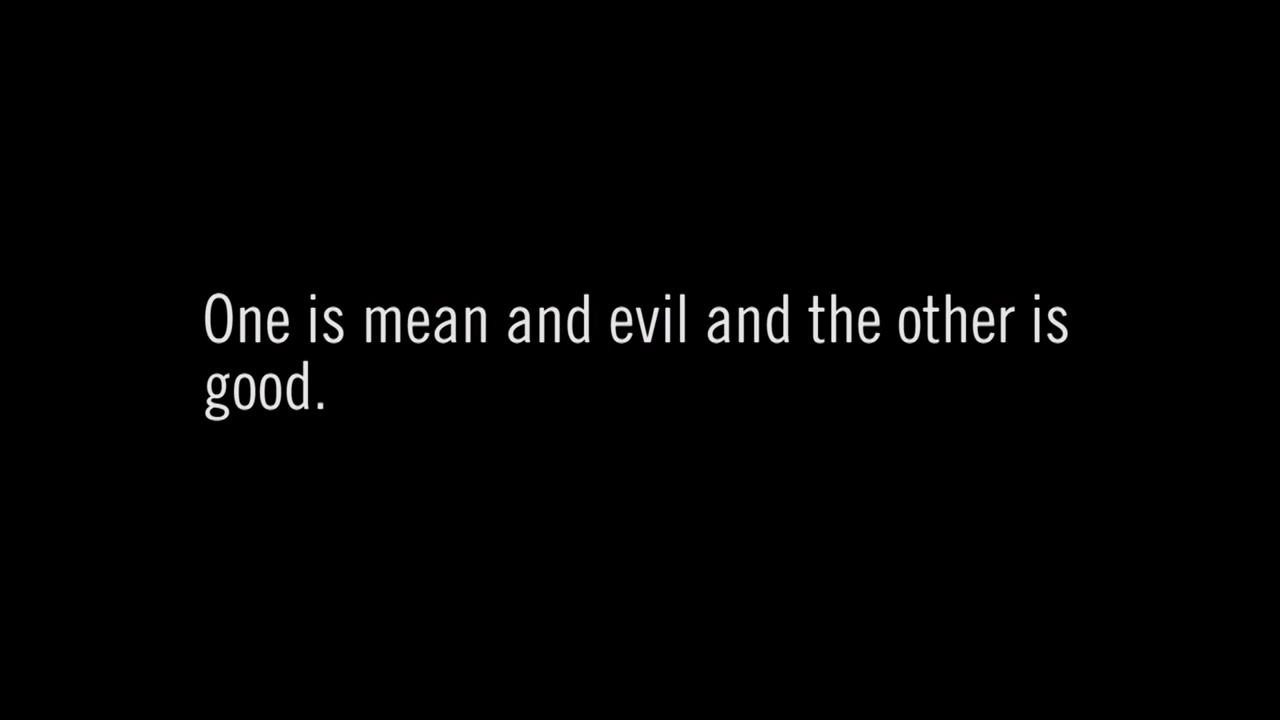 One is mean and evil and the other is
good.